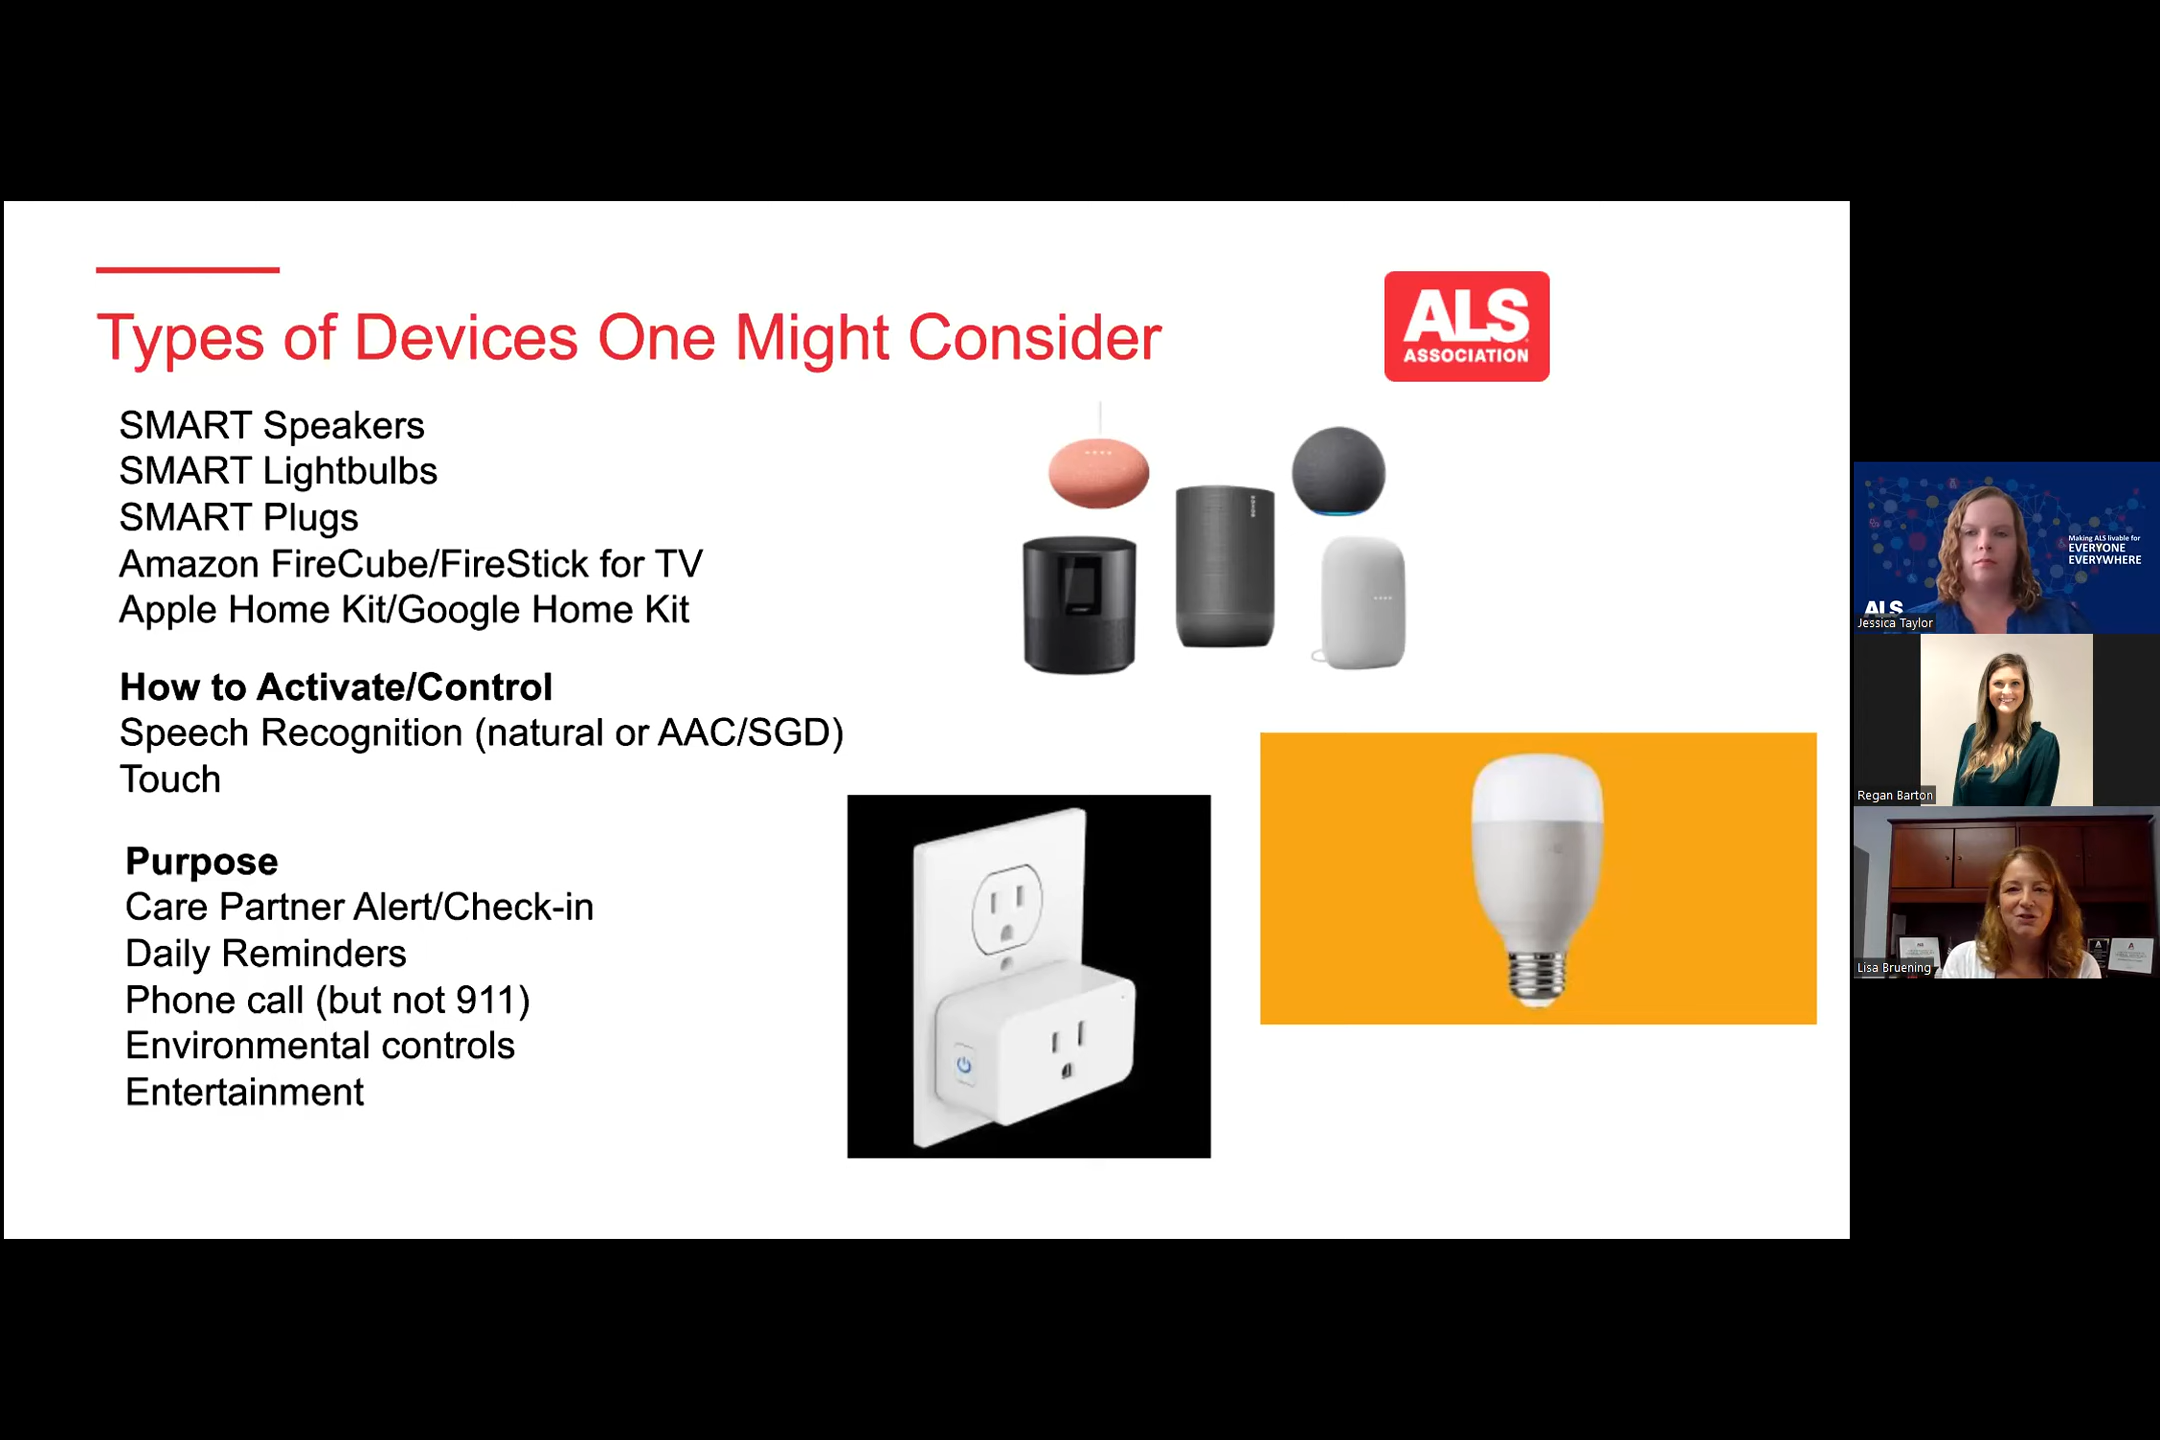 Types of Devices One Might Consider
ALS
ASSOCIATION
SMART Speakers
SMART Lightbulbs
SMART Plugs
Amazon FireCube/FireStick for TV
Apple Home Kit/Google Home Kit
How to Activate/Control
Speech Recognition (natural or AAC/SGD)
Touch
Purpose
Care Partner Alert/Check-in
Daily Reminders
Phone call (but not 911)
Environmental controls
Entertainment
SONOS
Making ALS livable for
EVERYONE
EVERYWHERE
ALS
Jessica Taylor
Regan Barton
Lisa Bruening